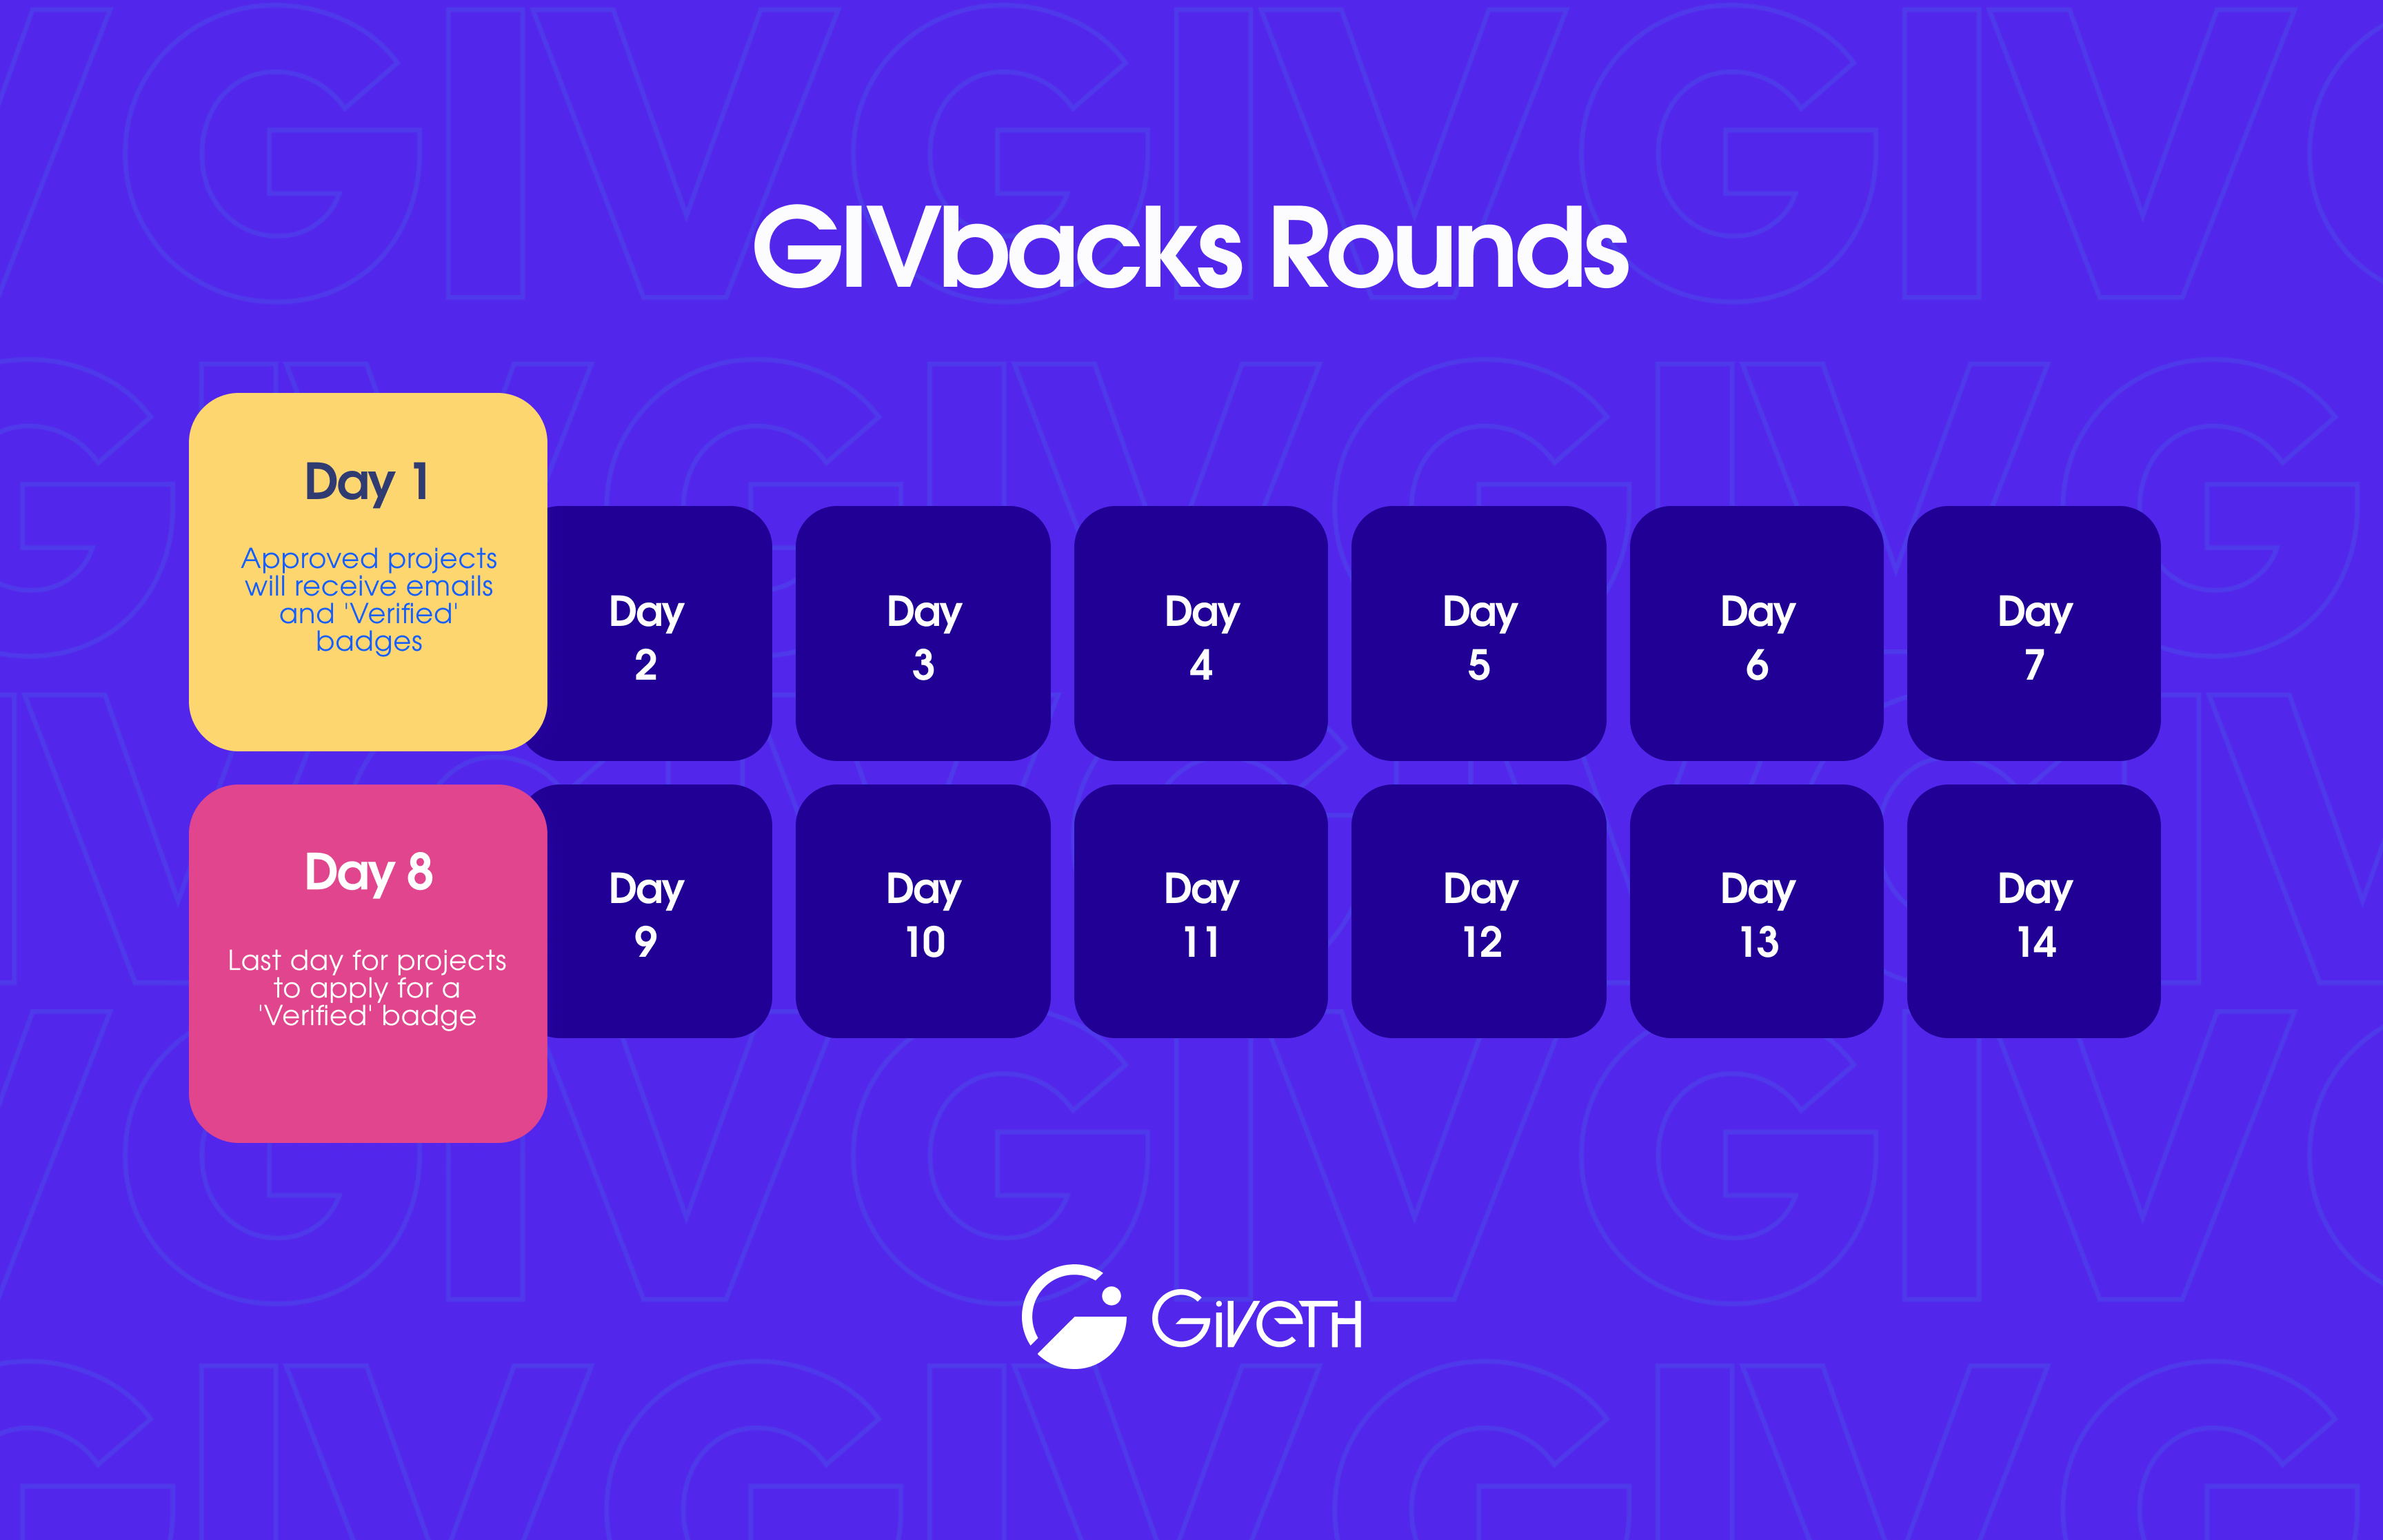 GIVbacks Rounds
Day 1
Approved projects
will receive emails
and 'Verified'
badges
Day
2
Day
3
Day
4
Day
5
Day
6
Day
7
Day 8
Last day for projects
to apply for a
'Verified' badge
Day
9
Day
10
Day
11
Day
12
Day
13
Day
14
GIVETH